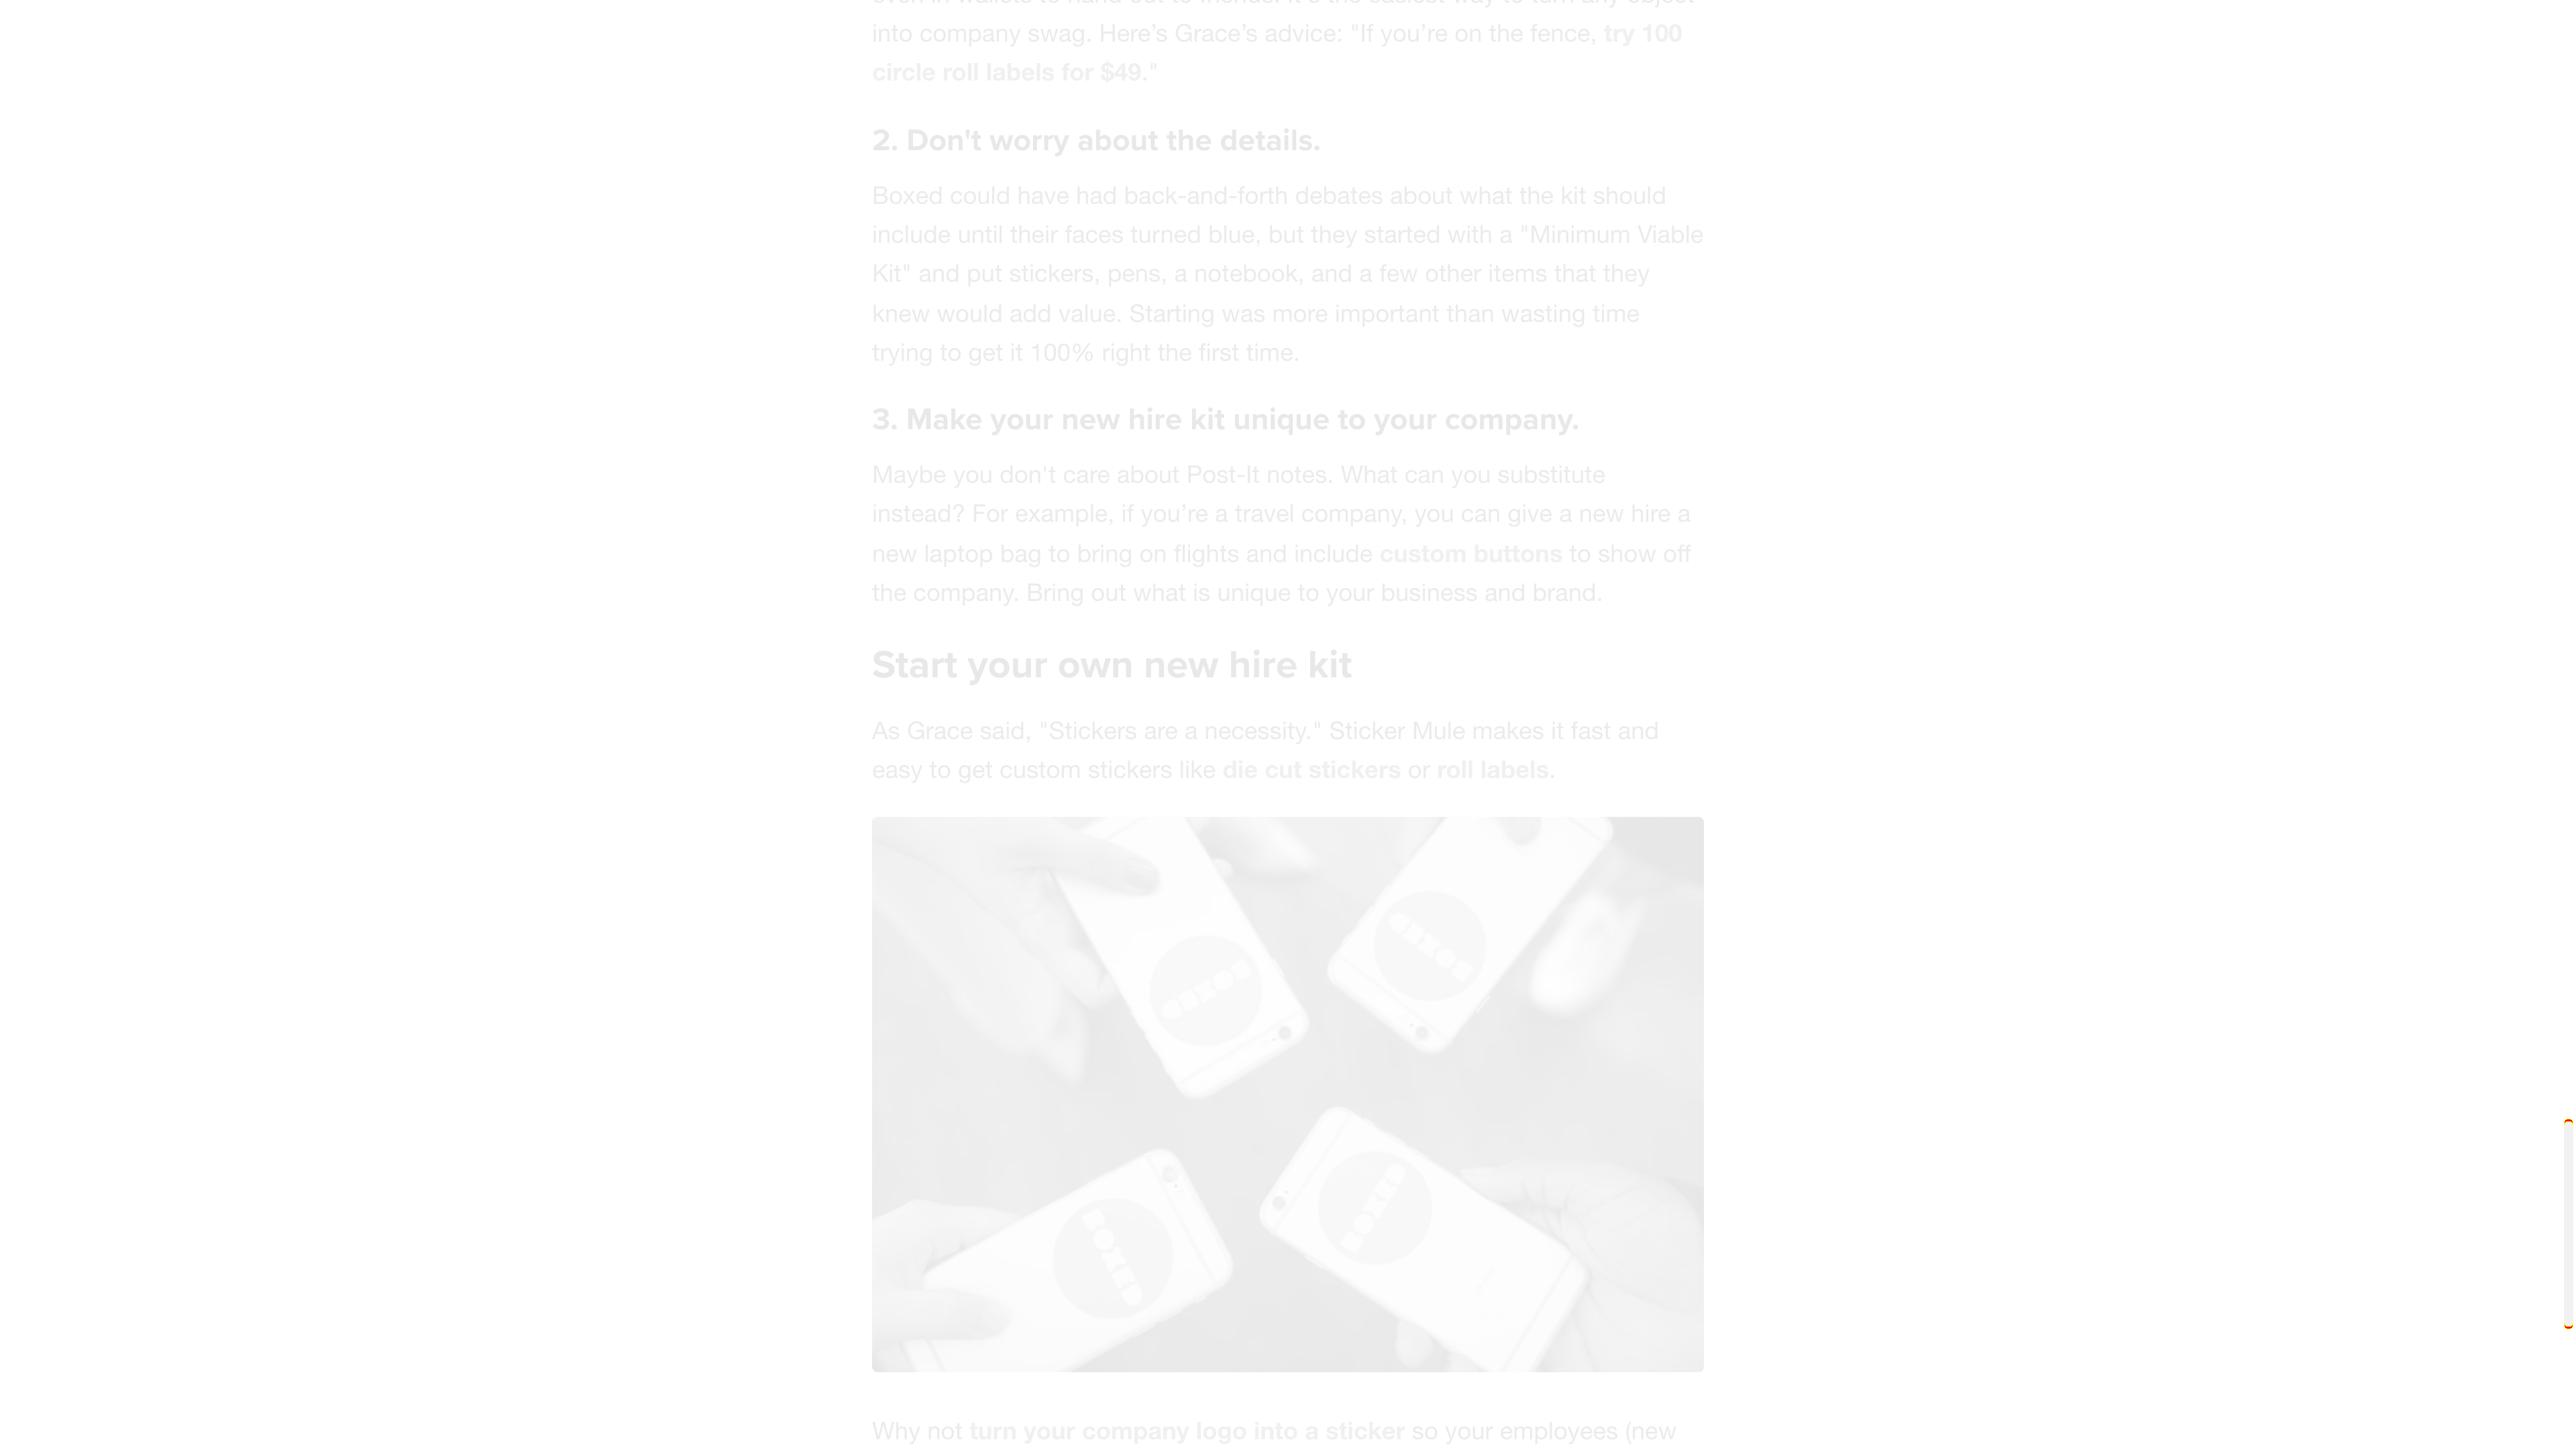 into company swag. Here’s Grace’s advice: "If you’re on the fence, try 100
circle roll labels for $49."
2. Don't worry about the details.
Boxed could have had back-and-forth debates about what the kit should
include until their faces turned blue, but they started with a "Minimum Viable
Kit" and put stickers, pens, a notebook, and a few other items that they
knew would add value. Starting was more important than wasting time
trying to get it 100% right the first time.
3. Make your new hire kit unique to your company.
Maybe you don't care about Post-It notes. What can you substitute
instead? For example, if you’re a travel company, you can give a new hire a
new laptop bag to bring on flights and include custom buttons to show off
the company. Bring out what is unique to your business and brand.
Start your own new hire kit
As Grace said, "Stickers are a necessity." Sticker Mule makes it fast and
easy to get custom stickers like die cut stickers or roll labels.
Why not turn your company logo into a sticker so your employees (new